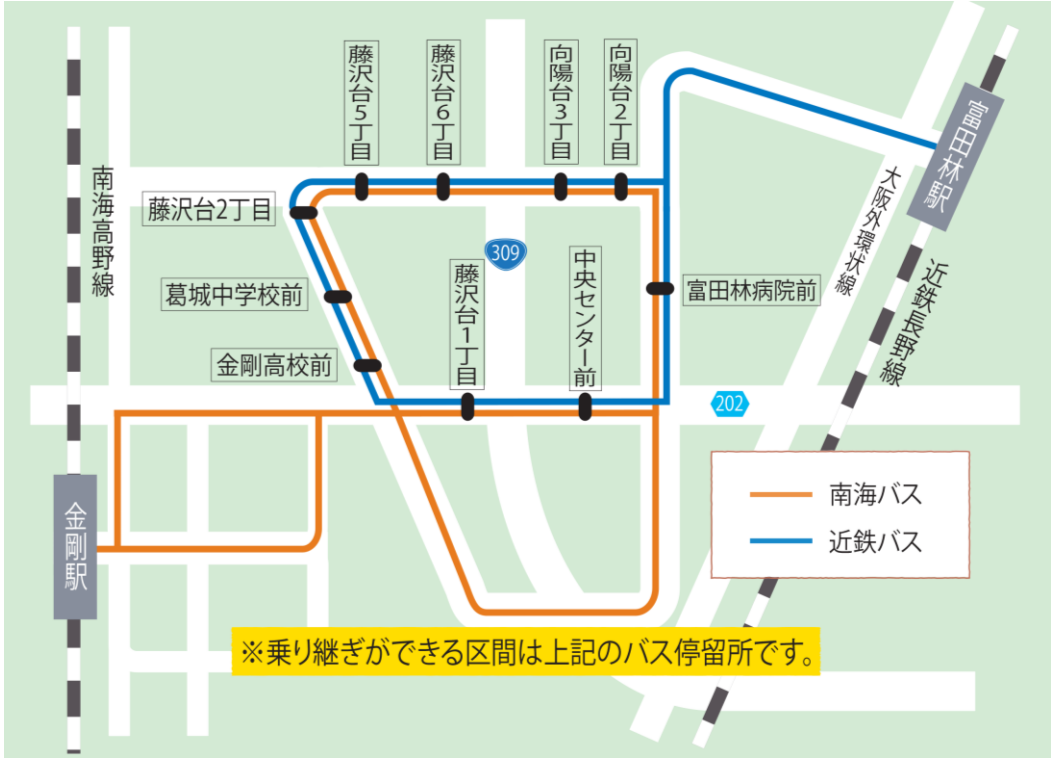 藤沢台5丁目
藤沢台6丁目
向陽台3丁目
向陽台2丁目
富田林駅
南海高野線
藤沢台2丁目
大阪外環状線
309
葛城中学校前
藤沢台1丁目
中央センター前
富田林病院前
近鉄長野線
金剛高校前
202
金剛駅
南海バス
近鉄バス
※乗り継ぎができる区間は上記のバス停留所です。